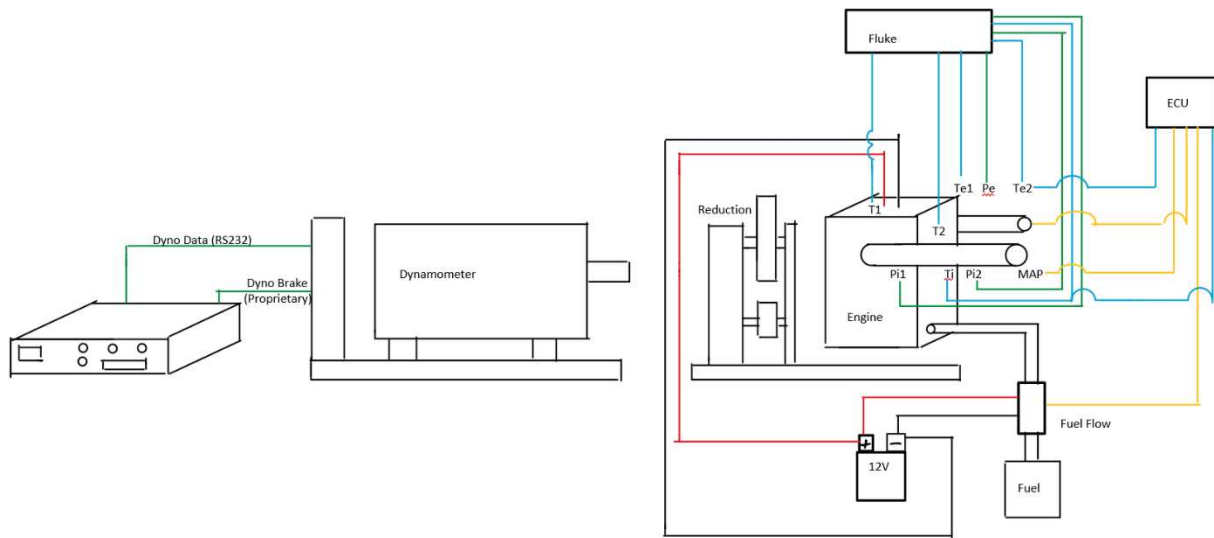 Fluke
ECU
Te1 Pe Te2
T1
Reduction
T2
Dyno Data (RS232)
Dynamometer
Pi1 Ti Pi2 MAP
Dyno Brake
(Proprietary)
Engine
Fuel Flow
+ −
12V
Fuel